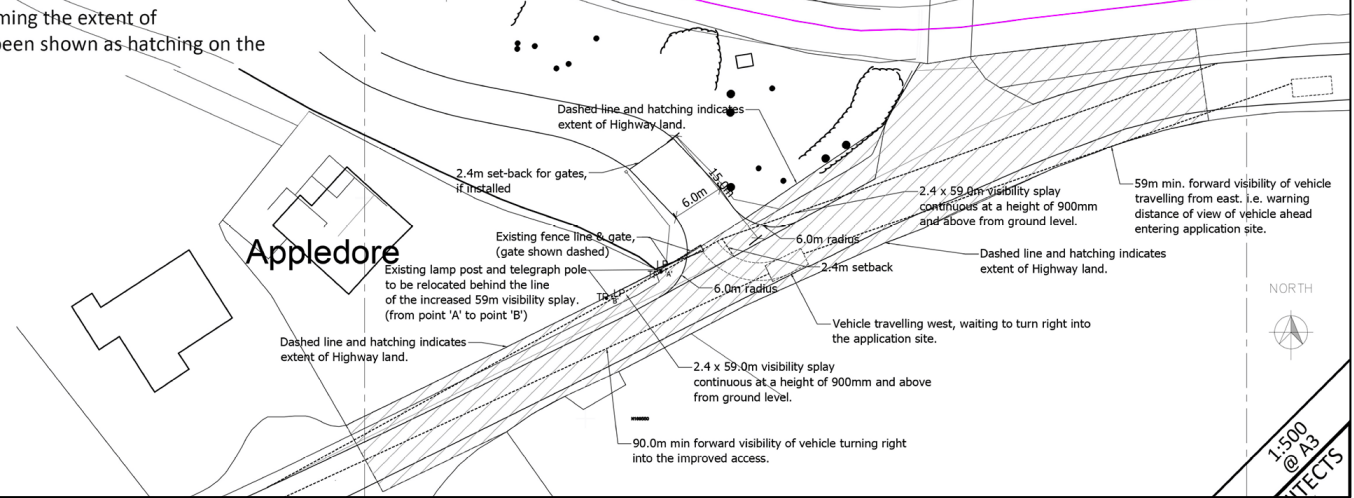 ming the extent of
een shown as hatching on the
Dashed line and hatching indicates
extent of Highway land.
2.4m set-back for gates,
if installed
15.0m
6.0m
2.4 x 59.0m visibility splay
continuous at a height of 900mm
and above from ground level.
59m min. forward visibility of vehicle
travelling from east. i.e. warning
distance of view of vehicle ahead
entering application site.
Appledore
Existing fence line & gate,
(gate shown dashed)
6.0m radius
Dashed line and hatching indicates
extent of Highway land.
Existing lamp post and telegraph pole
to be relocated behind the line
of the increased 59m visibility splay.
(from point 'A' to point 'B')
2.4m setback
6.0m radius
NORTH
Vehicle travelling west, waiting to turn right into
the application site.
Dashed line and hatching indicates
extent of Highway land.
2.4 x 59.0m visibility splay
continuous at a height of 900mm and above
from ground level.
90.0m min forward visibility of vehicle turning right
into the improved access.
1:500
@ A3
ITECTS